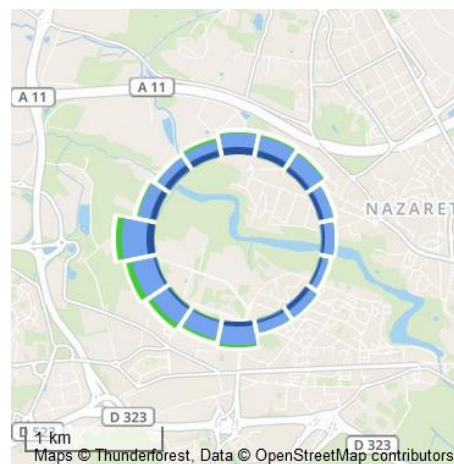 A 11
A 11
NAZARET
D 323
D 323
1 km
Maps © Thunderforest, Data © OpenStreetMap contributors